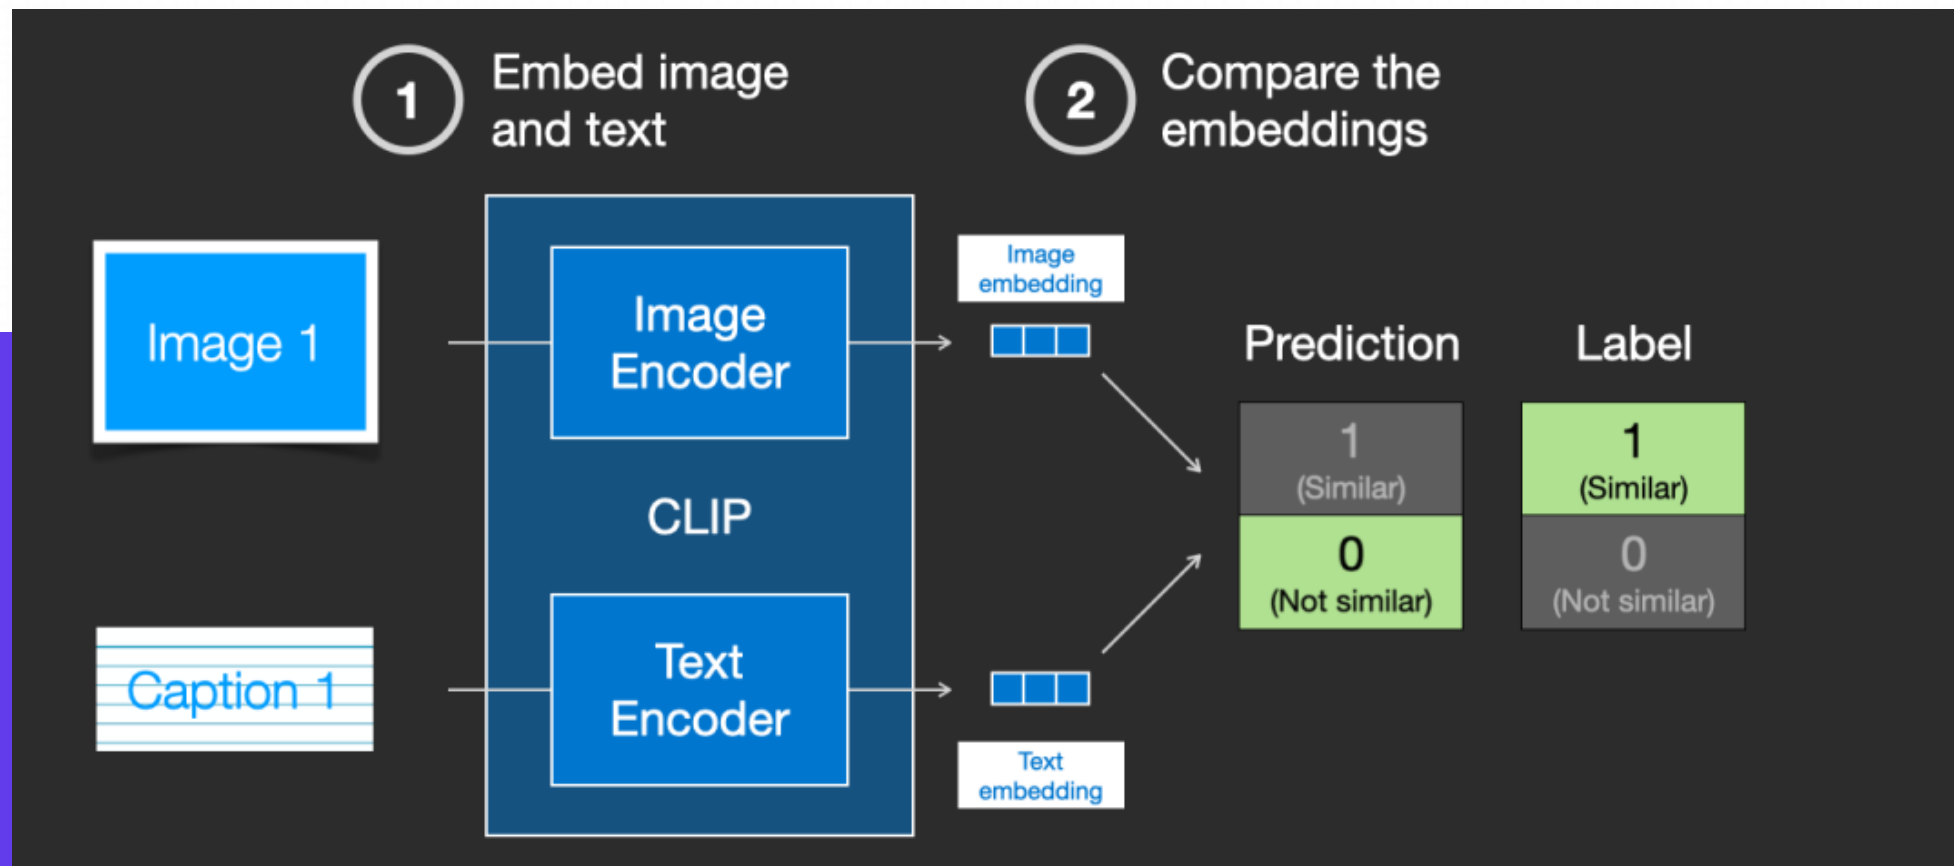 1
Embed image
and text
2
Compare the
embeddings
Image 1
Image
Encoder
Image
embedding
CLIP
Caption 1
Text
Encoder
Text
embedding
Prediction
1
(Similar)
0
(Not similar)
Label
1
(Similar)
0
(Not similar)